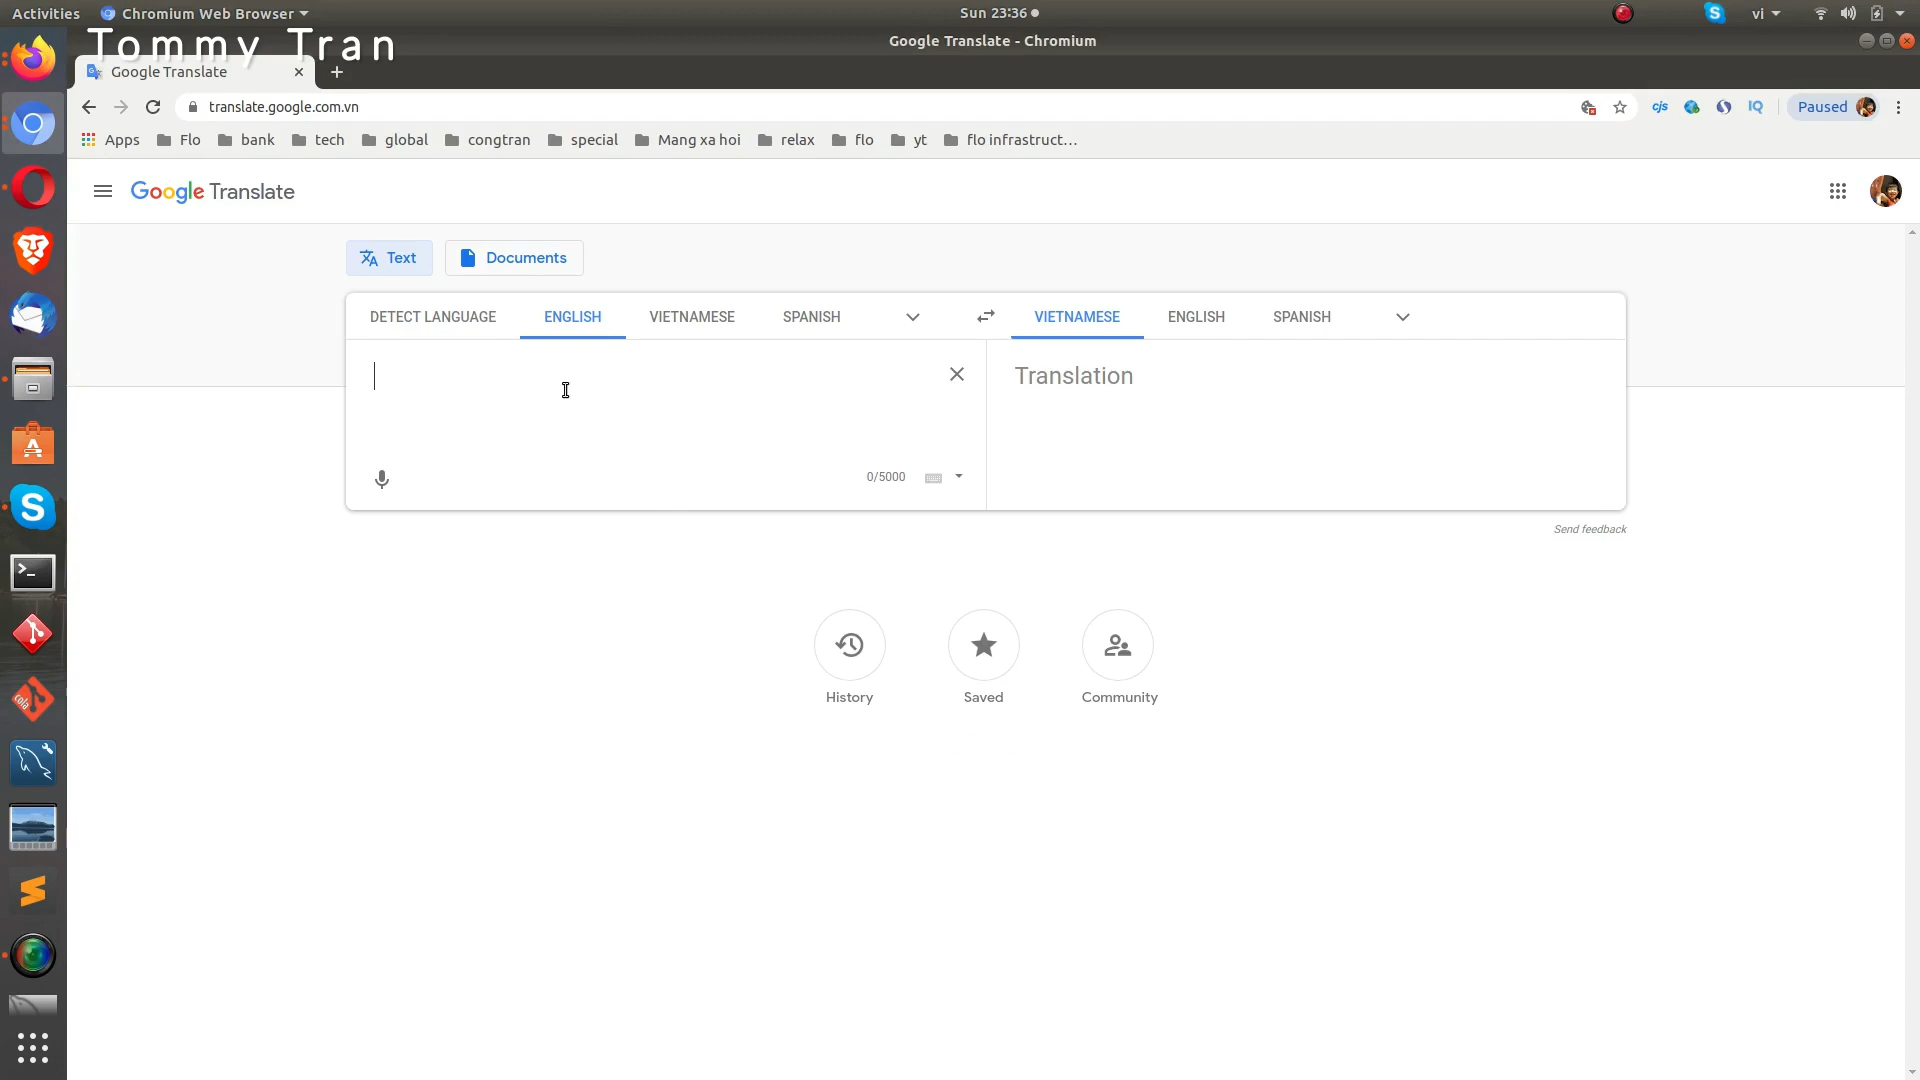 Activities Chromium Web Browser Sun 23:36 vi
Tommy Tran
Google Translate - Chromium
Google Translate
translate.google.com.vn cjs IQ Paused
Apps Flo bank tech global congtran special Mang xa hoi relax flo yt flo infrastruct…
Google Translate
Text Documents
DETECT LANGUAGE ENGLISH VIETNAMESE SPANISH VIETNAMESE ENGLISH SPANISH
Translation
0/5000
Send feedback
History Saved Community